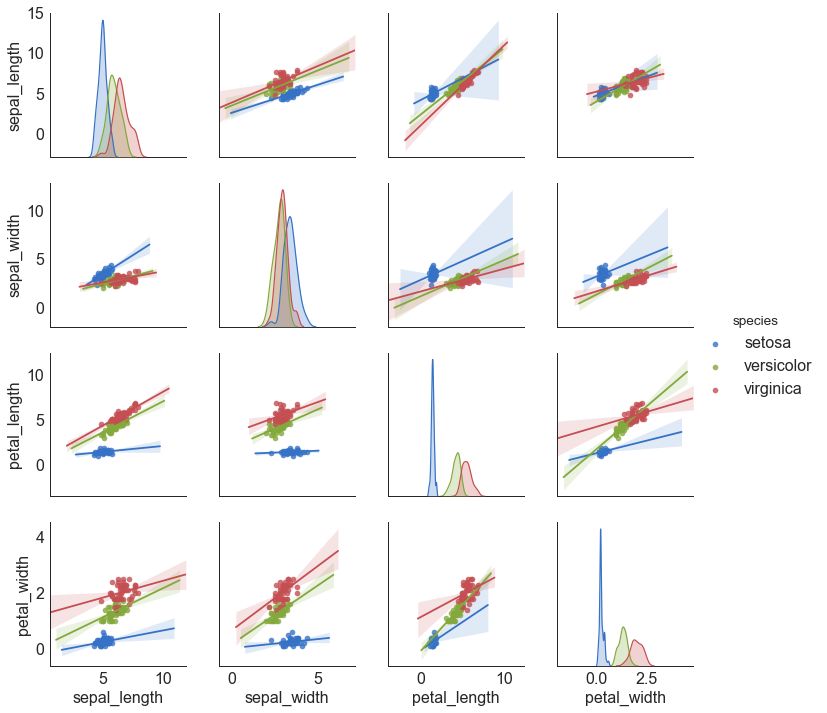 sepal_length
15
10
5
0
sepal_width
10
5
0
species
setosa
versicolor
virginica
petal_length
10
5
0
petal_width
4
2
0
5 10
sepal_length
0 5
sepal_width
0 10
petal_length
0.0 2.5
petal_width